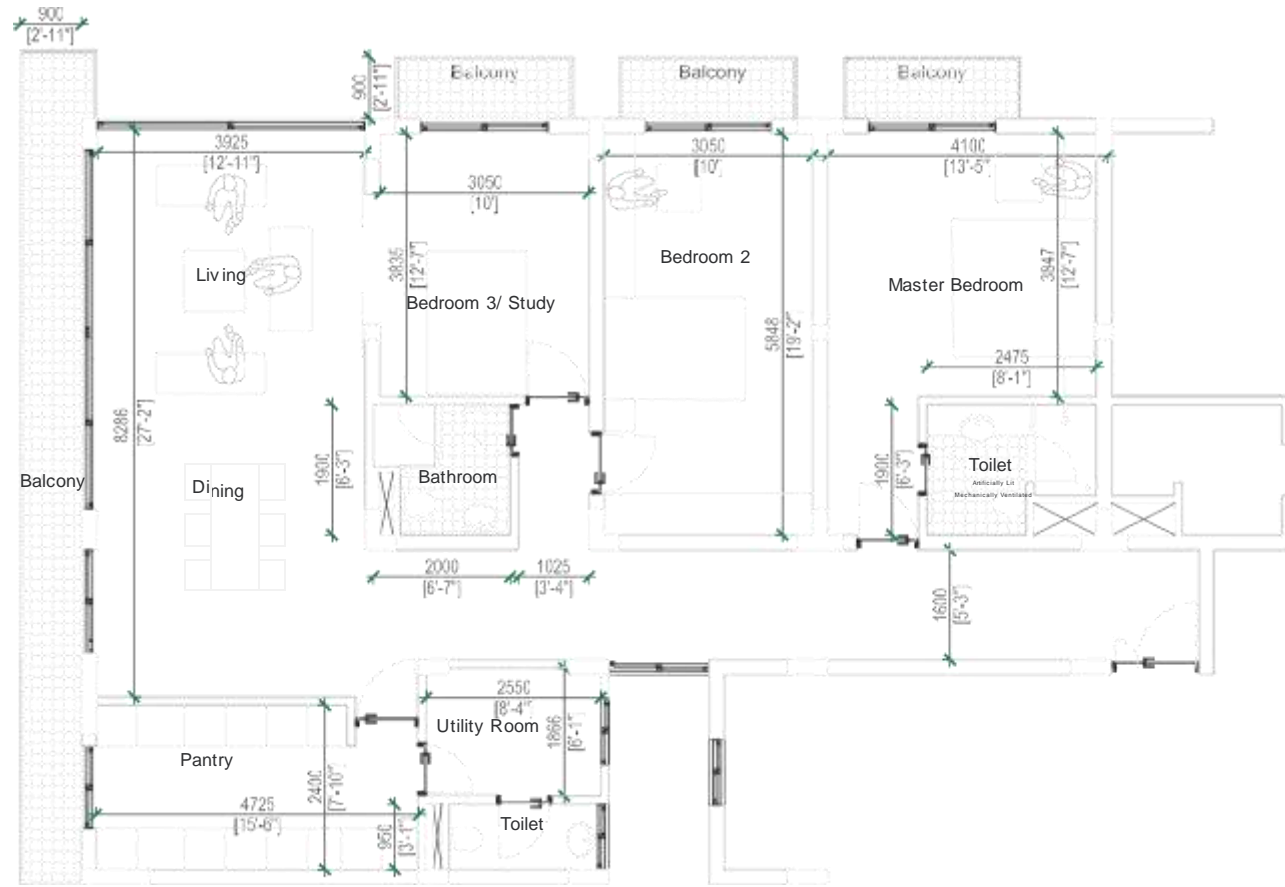 900
[2'-11"]
900
[2'-11"]
Balcony
Balcony
Balcony
3925
[12'-11"]
3050
[10']
3050
[10']
4100
[13'-5"]
3835
[12'-7"]
5848
[19'-2"]
3847
[12'-7"]
Living
Bedroom 3/ Study
Bedroom 2
Master Bedroom
2475
[8'-1"]
8286
[27'-2"]
1900
[6'-3"]
1900
[6'-3"]
Balcony
Dining
Bathroom
Toilet
Artificially Lit
Mechanically Ventilated
2000
[6'-7"]
1025
[3'-4"]
1600
[5'-3"]
2550
[8'-4"]
Utility Room
1866
[6'-1"]
Pantry
2400
[7'-10"]
4725
[15'-6"]
950
[3'-1"]
Toilet